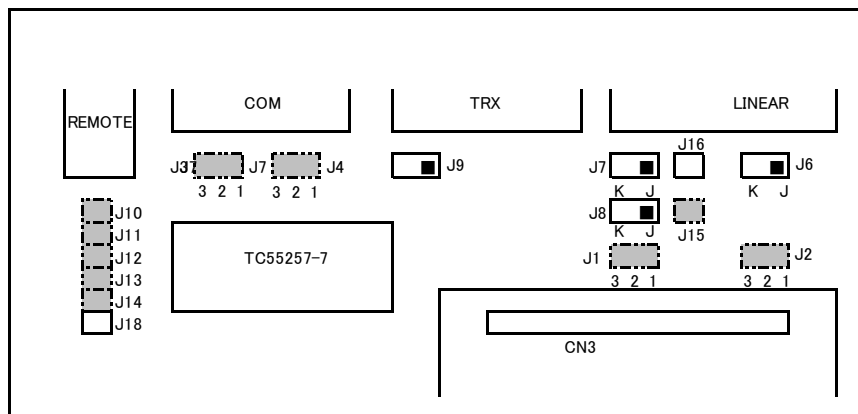 COM TRX LINEAR
REMOTE
J16
J37 J7 J4 J9 J7 J6
3 2 1 3 2 1 K J K J
J10 J8
J11 K J J15
J12 TC55257-7 J1 J2
J13 3 2 1 3 2 1
J14
J18
CN3